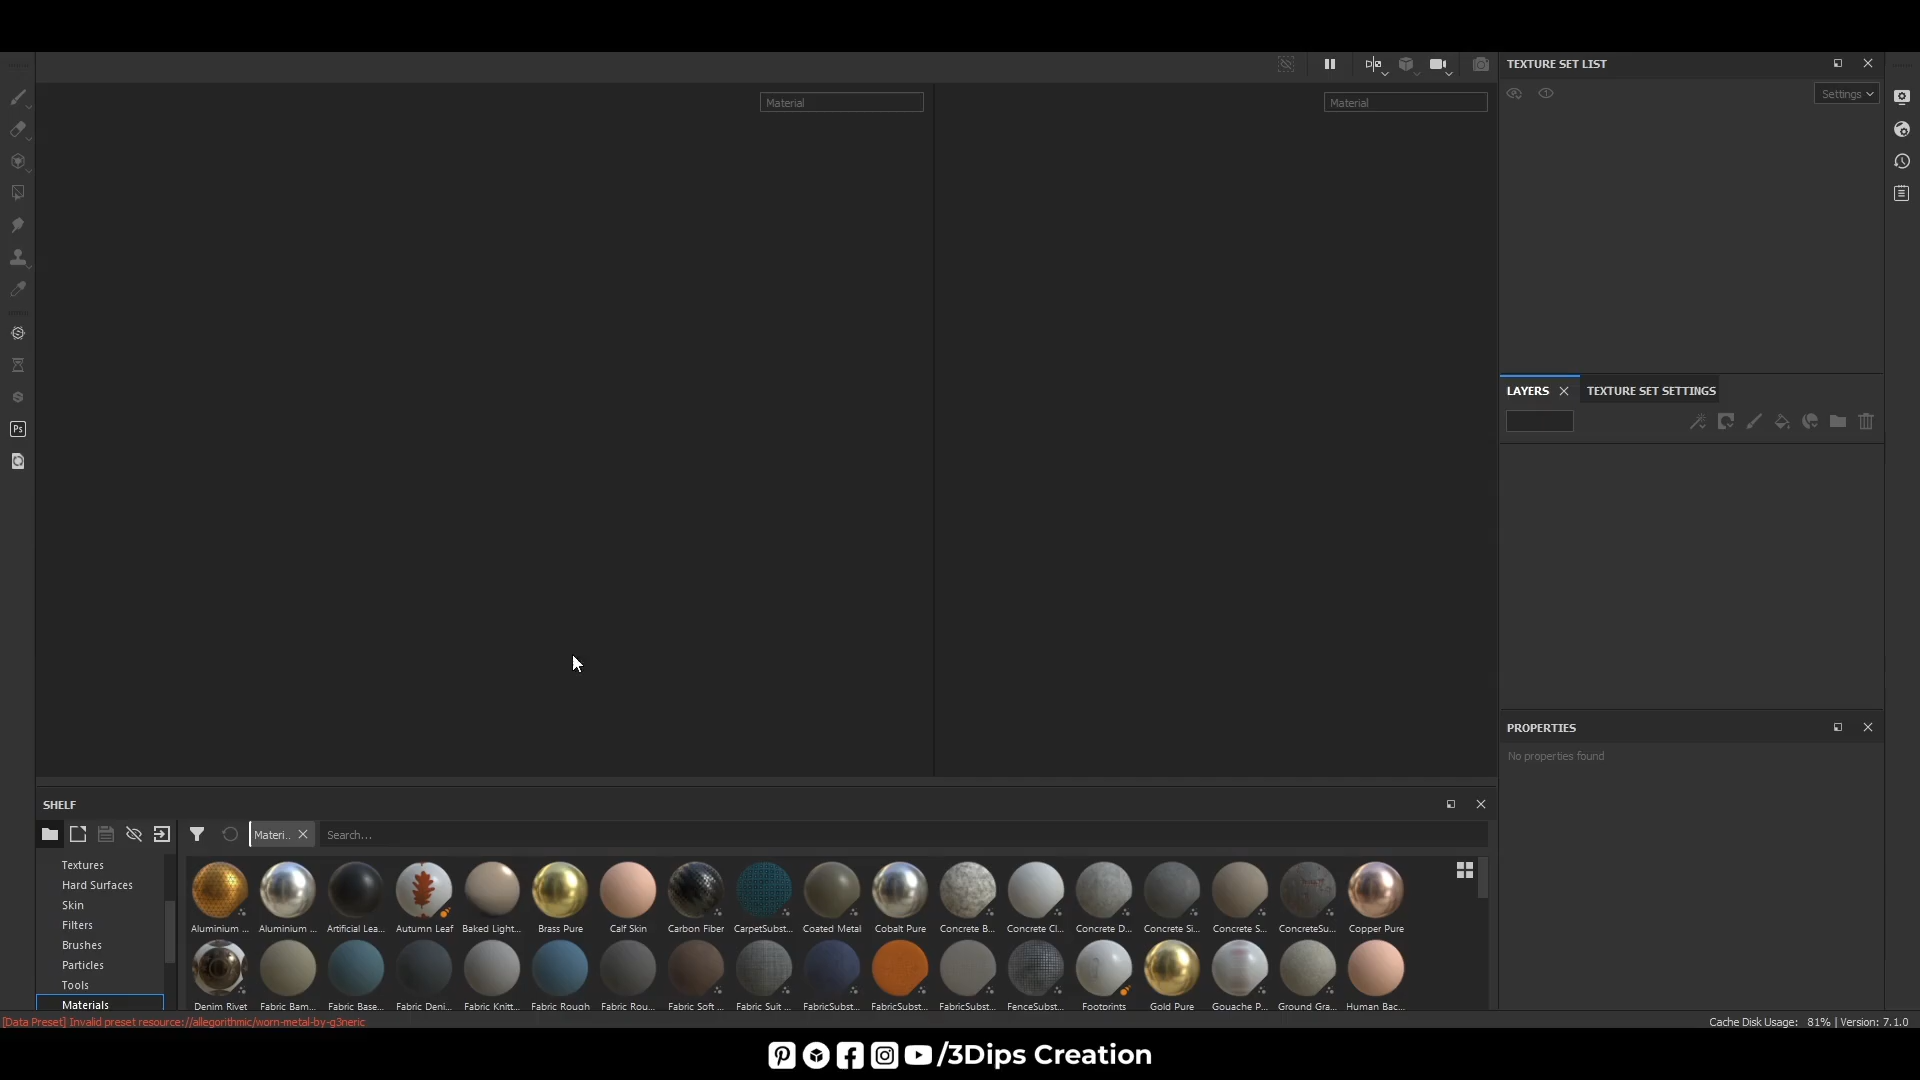 TEXTURE SET LIST
Settings
Material
Material
LAYERS
TEXTURE SET SETTINGS
Ps
PROPERTIES
No properties found
SHELF
Materi..
Search...
Textures
Hard Surfaces
Skin
Filters
Brushes
Particles
Tools
Materials
Aluminium ... Aluminium ... Artificial Lea... Autumn Leaf Baked Light... Brass Pure Calf Skin Carbon Fiber CarpetSubst... Coated Metal Cobalt Pure Concrete B... Concrete Cl... Concrete D... Concrete Si... Concrete S... ConcreteSu... Copper Pure
Denim Rivet Fabric Bam... Fabric Base... Fabric Deni... Fabric Knitt... Fabric Rough Fabric Rou... Fabric Soft ... Fabric Suit ... FabricSubst... FabricSubst... FabricSubst... FenceSubst... Footprints Gold Pure Gouache P... Ground Gra... Human Bac...
[Data Preset] Invalid preset resource://allegorithmic/worn-metal-by-g3neric
Cache Disk Usage: 81% | Version: 7.1.0
/3Dips Creation